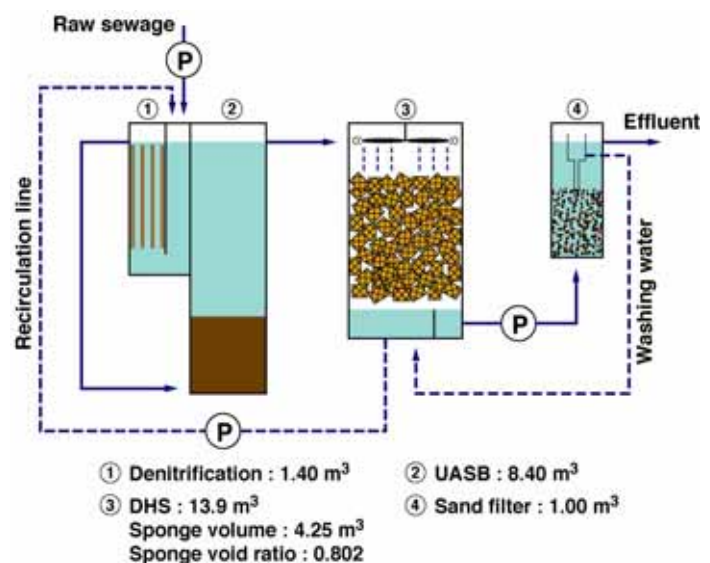 Raw sewage
P
① ② ③ ④
Effluent
Recirculation line
Washing water
P
P
① Denitrification : 1.40 m³
② UASB : 8.40 m³
③ DHS : 13.9 m³
Sponge volume : 4.25 m³
Sponge void ratio : 0.802
④ Sand filter : 1.00 m³